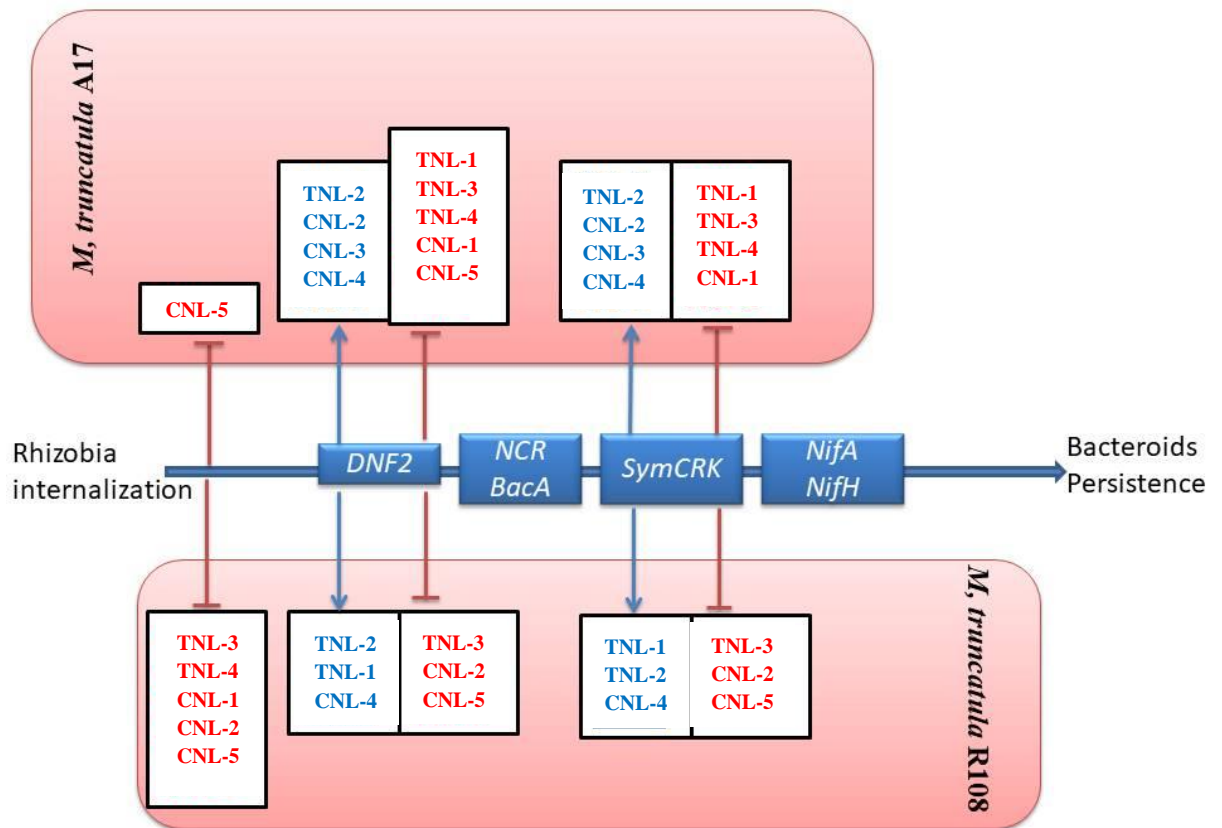 M, truncatula A17
TNL-2
CNL-2
CNL-3
CNL-4
TNL-1
TNL-3
TNL-4
CNL-1
CNL-5
TNL-2
CNL-2
CNL-3
CNL-4
TNL-1
TNL-3
TNL-4
CNL-1
CNL-5
Rhizobia
internalization
DNF2
NCR
BacA
SymCRK
NifA
NifH
Bacteroids
Persistence
M, truncatula R108
TNL-3
TNL-4
CNL-1
CNL-2
CNL-5
TNL-2
TNL-1
CNL-4
TNL-3
CNL-2
CNL-5
TNL-1
TNL-2
CNL-4
TNL-3
CNL-2
CNL-5